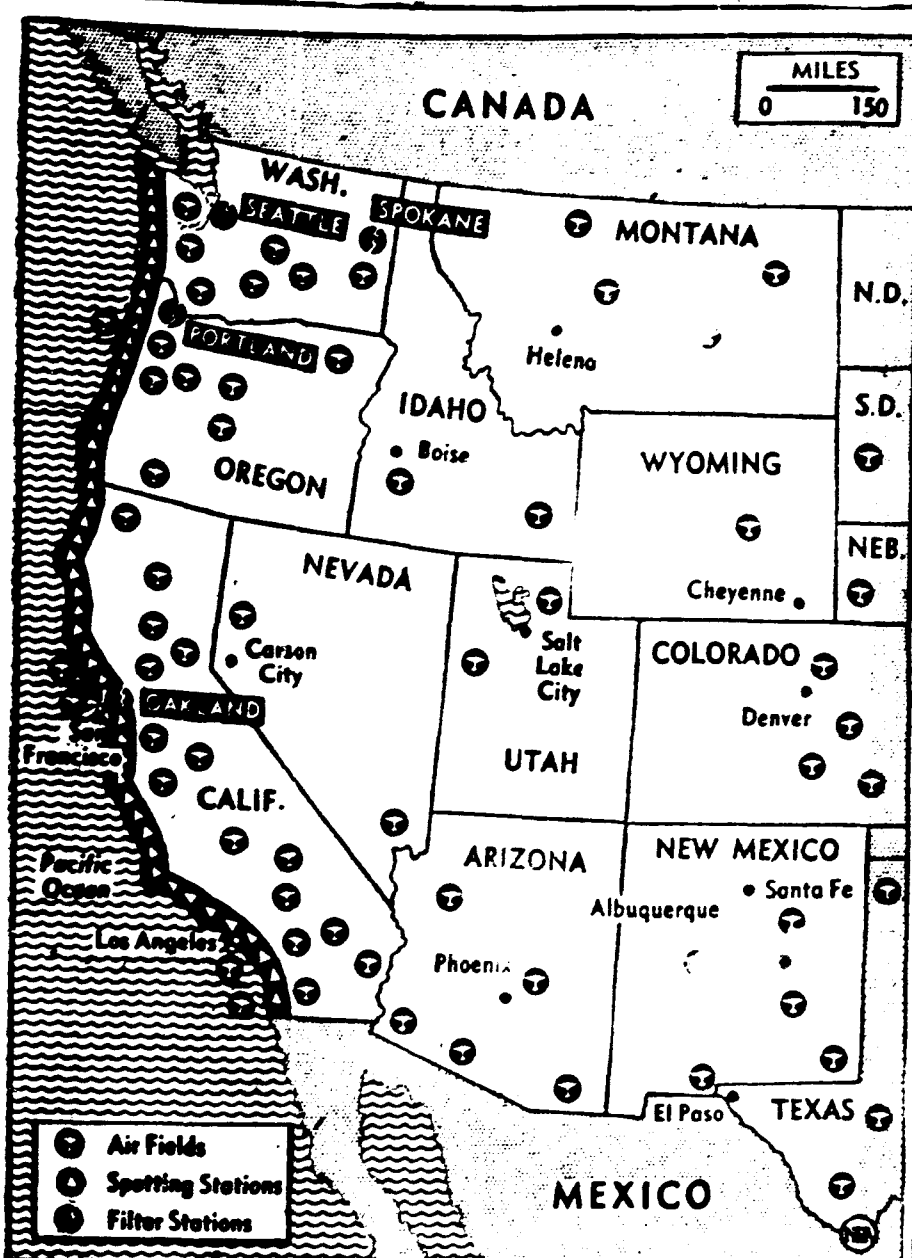 MILES
0 150
CANADA
WASH.
SEATTLE
SPOKANE
MONTANA
N.D.
PORTLAND
Helena
IDAHO
S.D.
Boise
WYOMING
OREGON
NEB.
NEVADA
Cheyenne
Carson
City
Salt
Lake
City
COLORADO
OAKLAND
Denver
San
Francisco
UTAH
CALIF.
Pacific
Ocean
ARIZONA
NEW MEXICO
Santa Fe
Albuquerque
Los Angeles
Phoenix
El Paso
TEXAS
Air Fields
Spotting Stations
Filter Stations
MEXICO